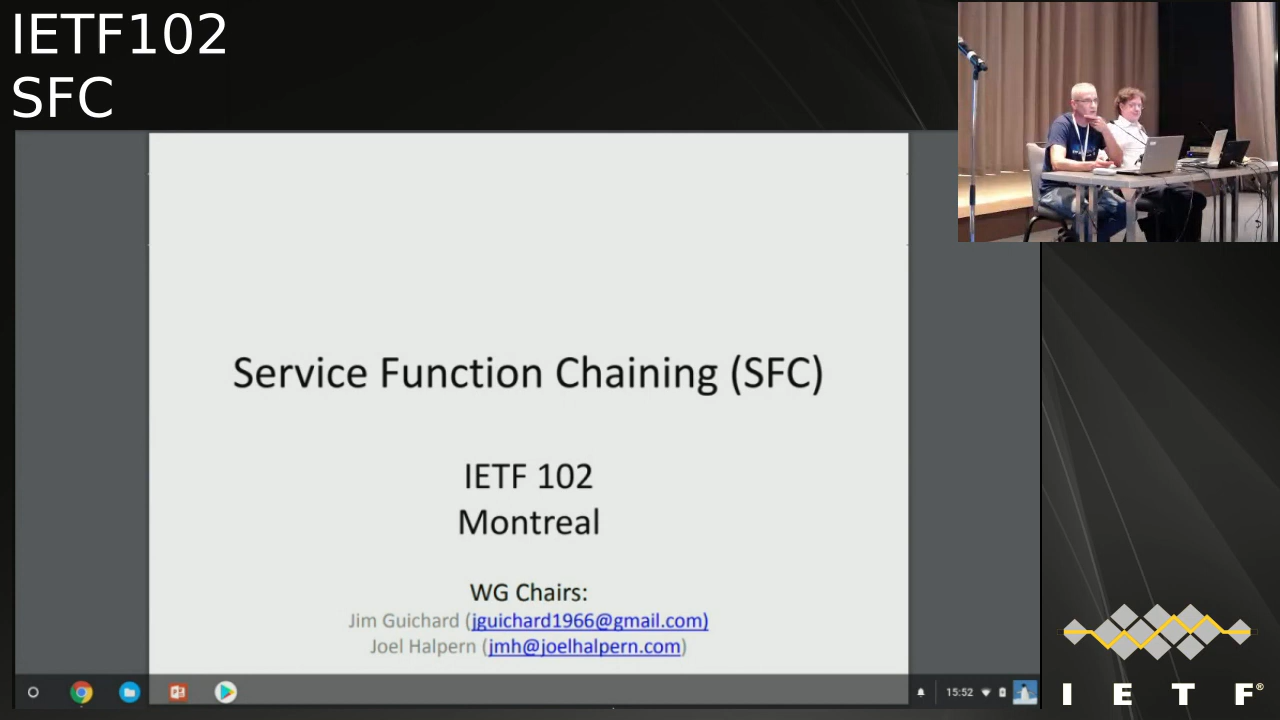 IETF102
SFC
Service Function Chaining (SFC)
IETF 102
Montreal
WG Chairs:
Jim Guichard (jguichard1966@gmail.com)
Joel Halpern (jmh@joelhalpern.com)
15:52
I E T F®